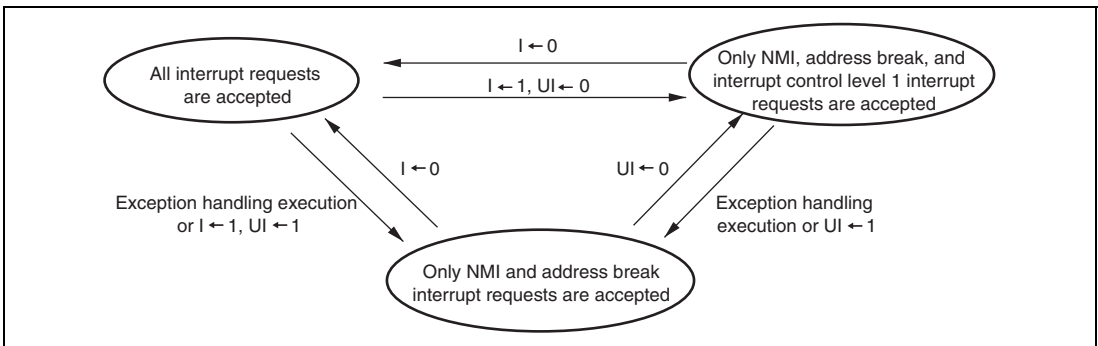 All interrupt requests
are accepted
I ← 0
I ← 1, UI ← 0
Only NMI, address break, and
interrupt control level 1 interrupt
requests are accepted
I ← 0
UI ← 0
Exception handling execution
or I ← 1, UI ← 1
Exception handling
execution or UI ← 1
Only NMI and address break
interrupt requests are accepted